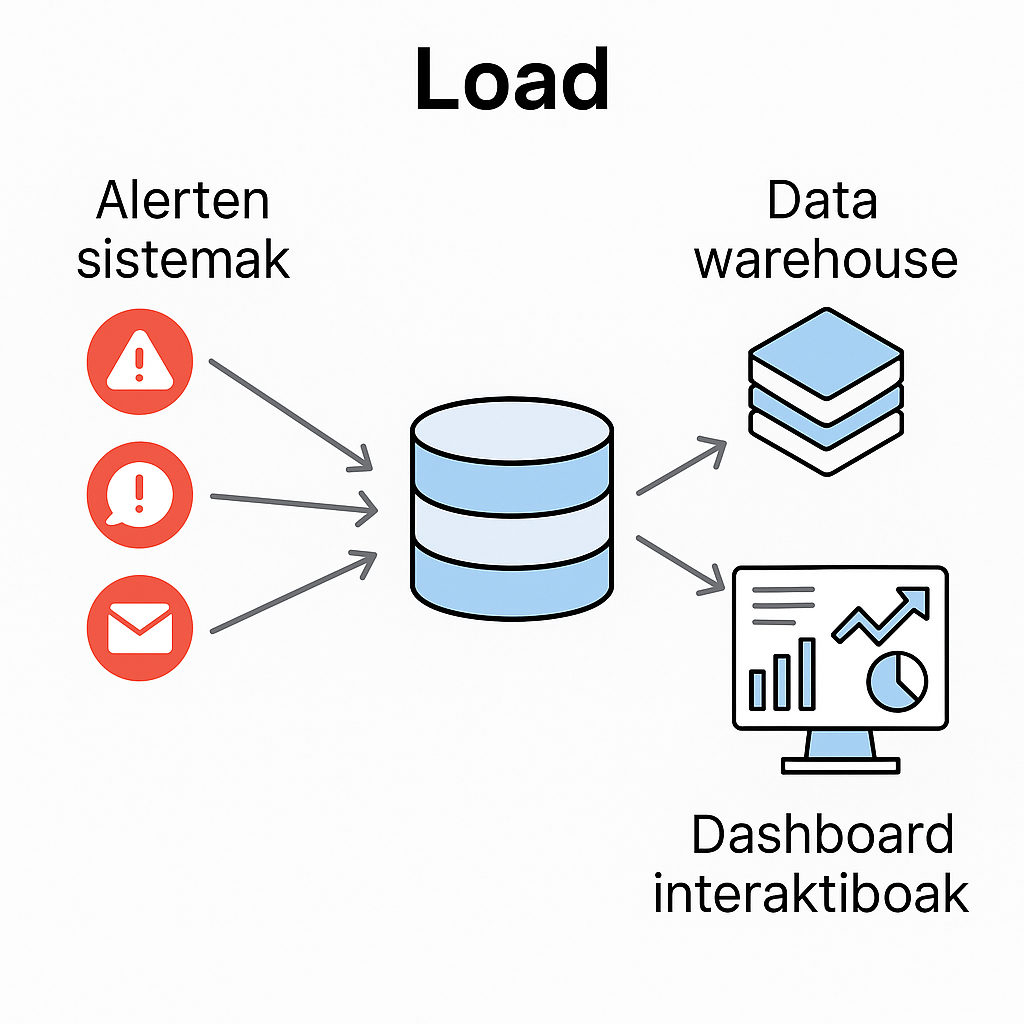 Load
Alerten
sistemak
Data
warehouse
Dashboard
interaktiboak